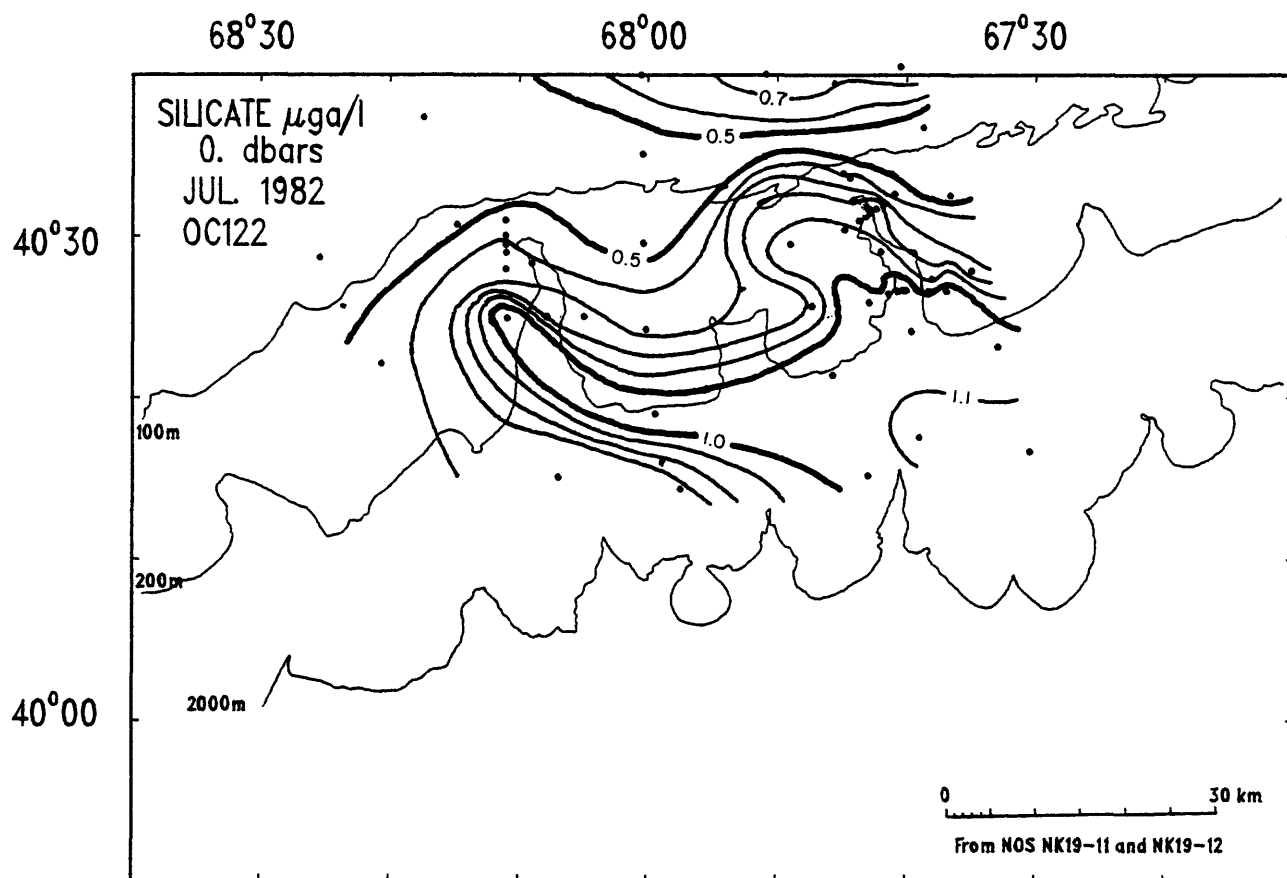 68°30 68°00 67°30
SILICATE μga/l
0. dbars
JUL. 1982
OC122
0.7
0.5
40°30
0.5
1.1
100m
1.0
200m
2000m
40°00
0 30 km
From NOS NK19-11 and NK19-12